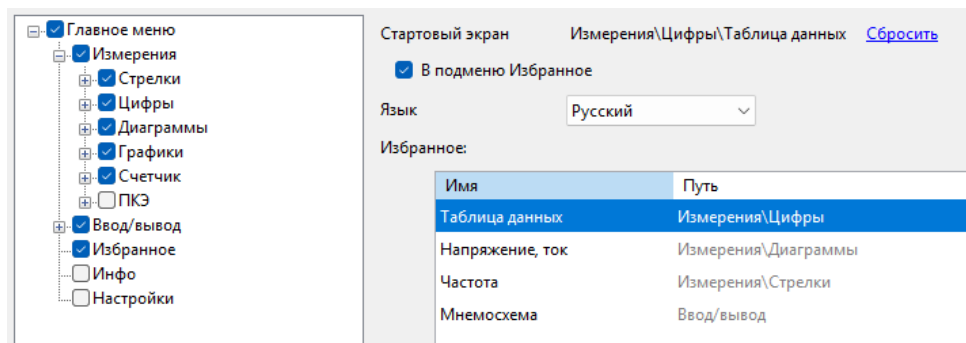 Главное меню
Измерения
Стрелки
Цифры
Диаграммы
Графики
Счетчик
ПКЭ
Ввод/вывод
Избранное
Инфо
Настройки
Стартовый экран Измерения\Цифры\Таблица данных Сбросить
В подменю Избранное
Язык Русский
Избранное:
Имя Путь
Таблица данных Измерения\Цифры
Напряжение, ток Измерения\Диаграммы
Частота Измерения\Стрелки
Мнемосхема Ввод/вывод